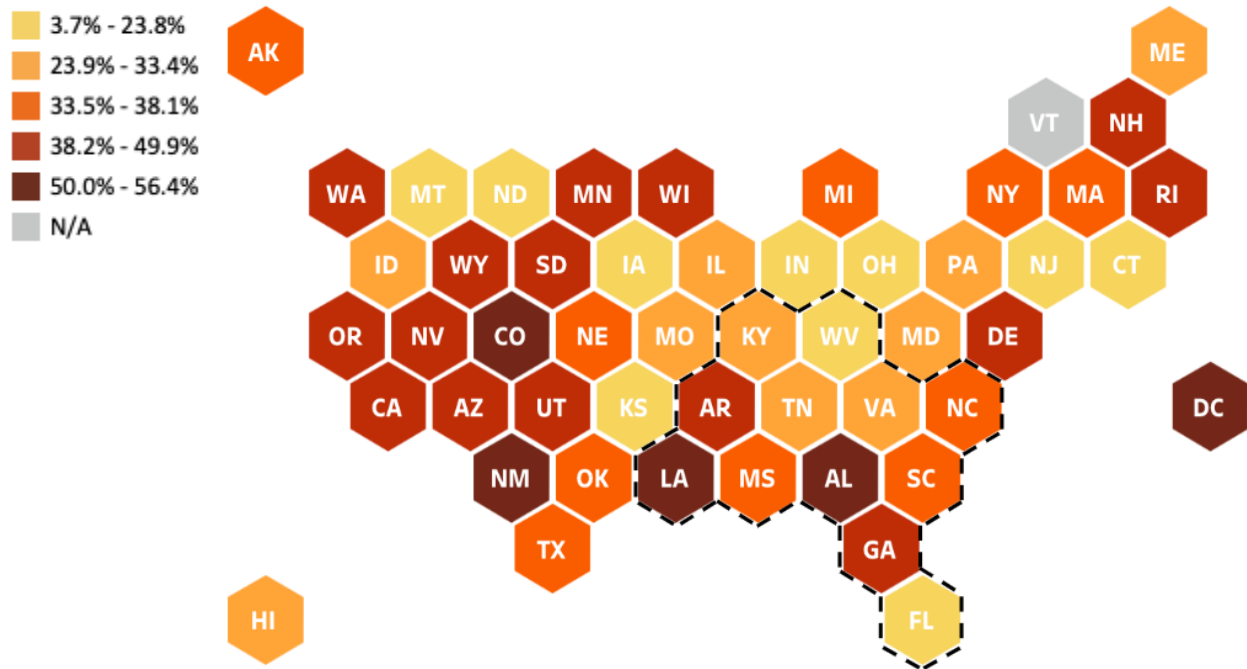 3.7% - 23.8%
23.9% - 33.4%
33.5% - 38.1%
38.2% - 49.9%
50.0% - 56.4%
N/A
AK
ME
VT NH
WA MT ND MN WI MI NY MA RI
ID WY SD IA IL IN OH PA NJ CT
OR NV CO NE MO KY WV MD DE
CA AZ UT KS AR TN VA NC DC
NM OK LA MS AL SC
TX GA
HI FL